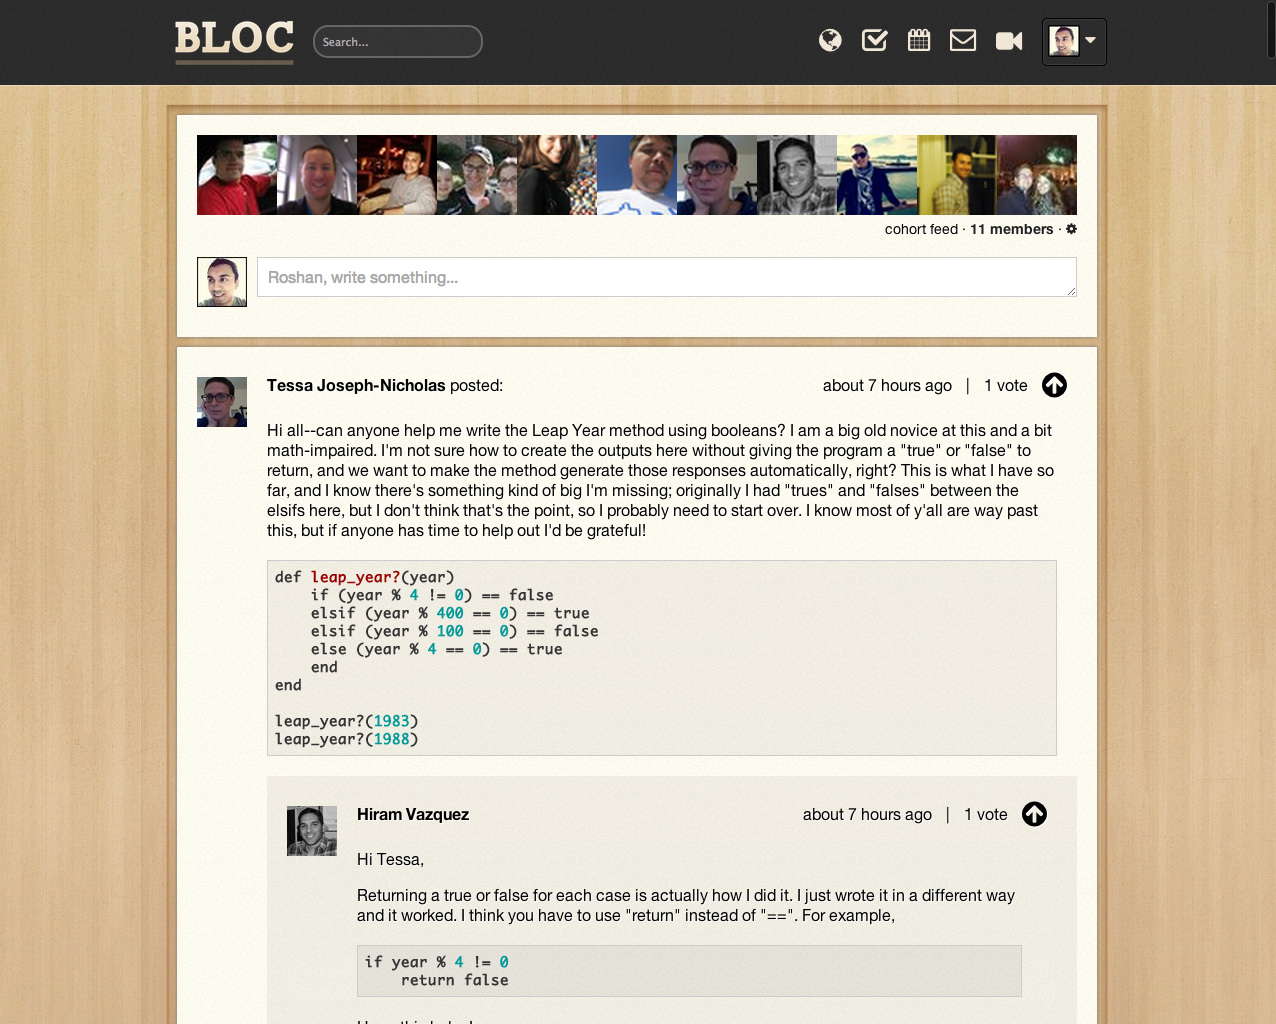 BLOC
Search...
cohort feed · 11 members ·
Roshan, write something...
Tessa Joseph-Nicholas posted:
about 7 hours ago | 1 vote
Hi all--can anyone help me write the Leap Year method using booleans? I am a big old novice at this and a bit
math-impaired. I'm not sure how to create the outputs here without giving the program a "true" or "false" to
return, and we want to make the method generate those responses automatically, right? This is what I have so
far, and I know there's something kind of big I'm missing; originally I had "trues" and "falses" between the
elsifs here, but I don't think that's the point, so I probably need to start over. I know most of y'all are way past
this, but if anyone has time to help out I'd be grateful!
def leap_year?(year)
    if (year % 4 != 0) == false
    elsif (year % 400 == 0) == true
    elsif (year % 100 == 0) == false
    else (year % 4 == 0) == true
    end
end
leap_year?(1983)
leap_year?(1988)
Hiram Vazquez
about 7 hours ago | 1 vote
Hi Tessa,
Returning a true or false for each case is actually how I did it. I just wrote it in a different way
and it worked. I think you have to use "return" instead of "==". For example,
if year % 4 != 0
    return false